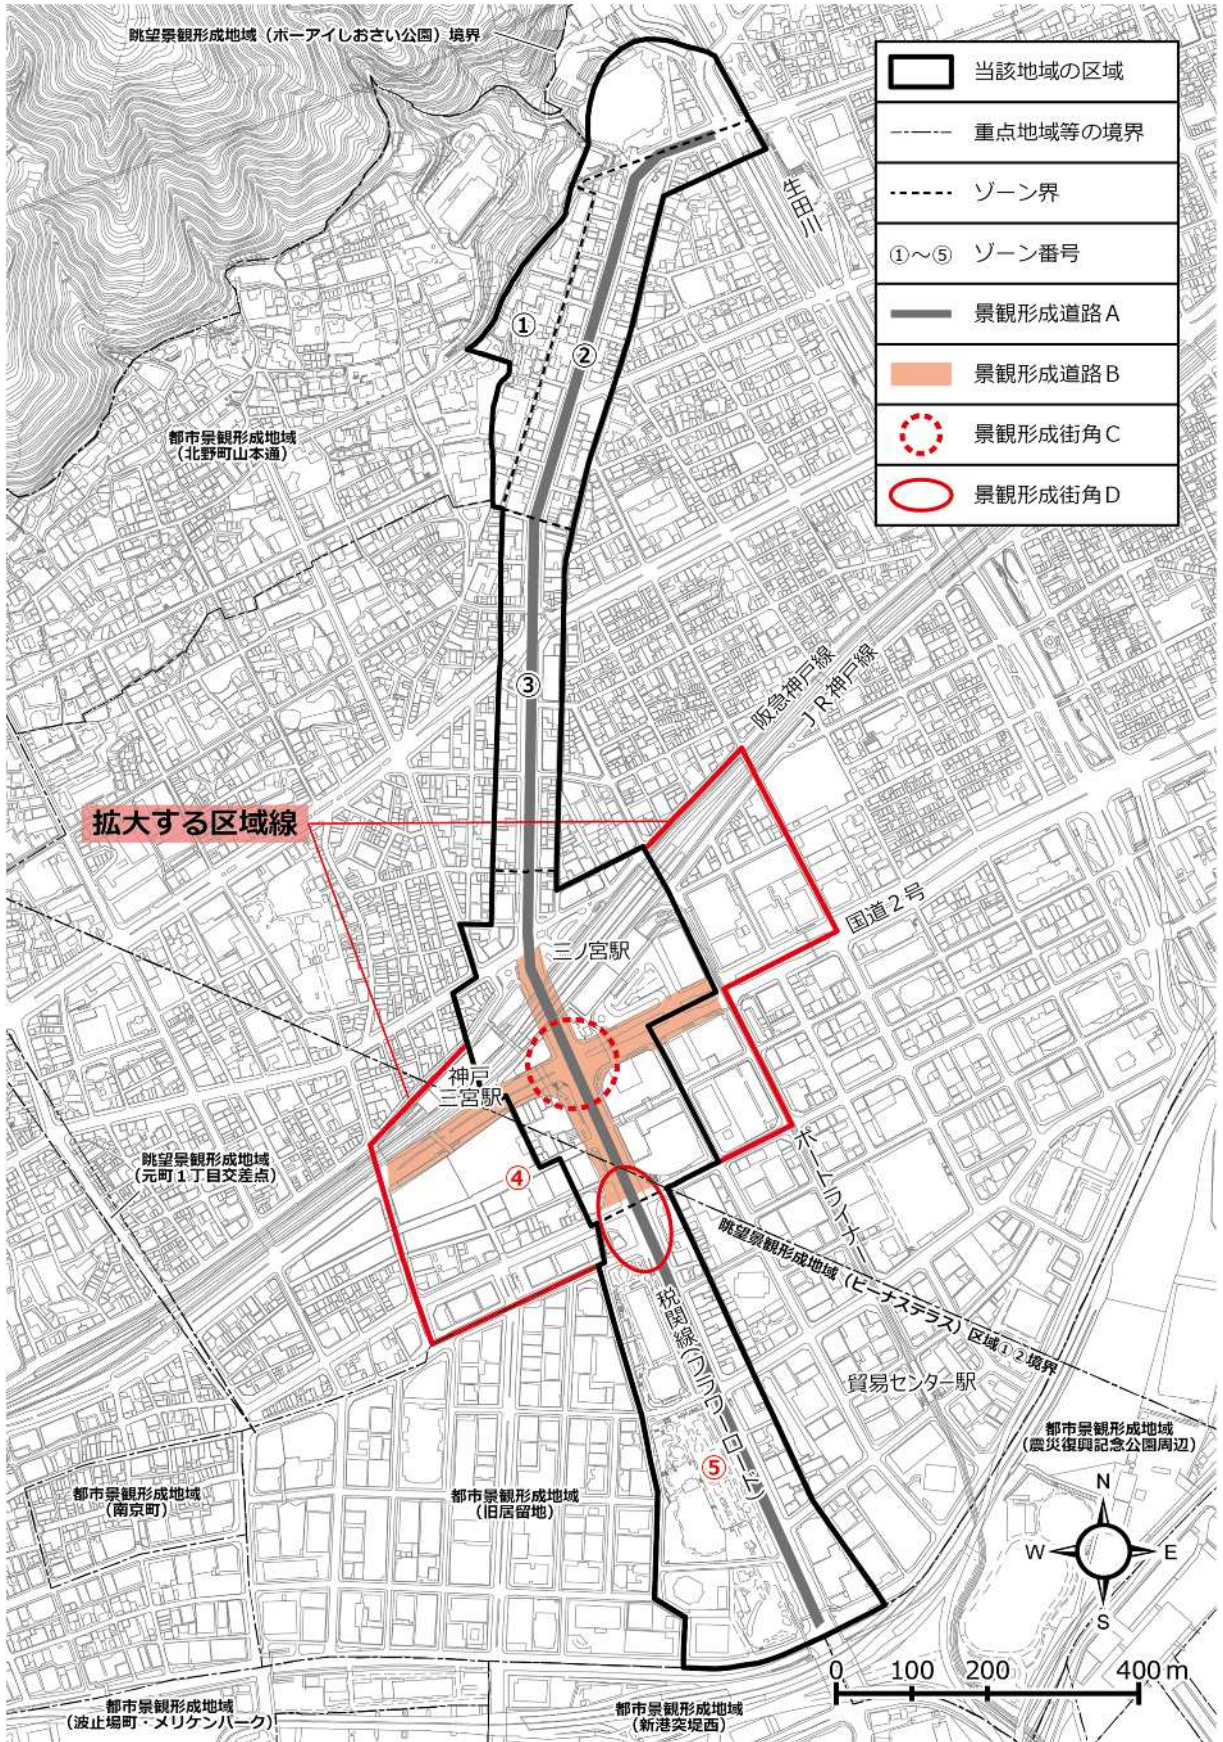 眺望景観形成地域（ポーアイしおさい公園）境界
当該地域の区域
重点地域等の境界
ゾーン界
①～⑤ ゾーン番号
景観形成道路A
景観形成道路B
景観形成街角C
景観形成街角D
生田川
①
②
都市景観形成地域
（北野町山本通）
③
阪急神戸線
ＪＲ神戸線
拡大する区域線
国道２号
三ノ宮駅
神戸
三宮駅
眺望景観形成地域
（元町１丁目交差点）
④
ポートライナー
眺望景観形成地域（ビーナステラス）区域①②境界
税関線（フラワーロード）
貿易センター駅
都市景観形成地域
（震災復興記念公園周辺）
⑤
都市景観形成地域
（南京町）
都市景観形成地域
（旧居留地）
N
W
E
S
0 100 200 400 m
都市景観形成地域
（波止場町・メリケンパーク）
都市景観形成地域
（新港突堤西）